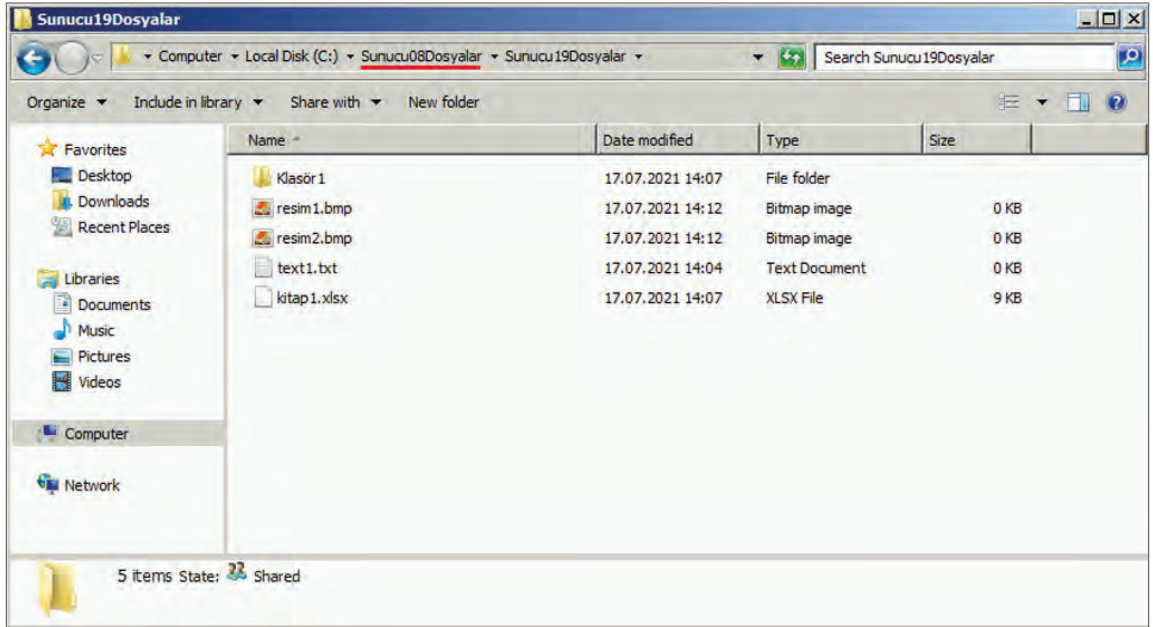 Sunucu19Dosyalar
Computer Local Disk (C:) Sunucu08Dosyalar Sunucu19Dosyalar Search Sunucu19Dosyalar
Organize Include in library Share with New folder
Name Date modified Type Size
Favorites
Desktop
Downloads
Recent Places
Libraries
Documents
Music
Pictures
Videos
Computer
Network
Klasör1 17.07.2021 14:07 File folder
resim1.bmp 17.07.2021 14:12 Bitmap image 0 KB
resim2.bmp 17.07.2021 14:12 Bitmap image 0 KB
text1.txt 17.07.2021 14:04 Text Document 0 KB
kitap1.xlsx 17.07.2021 14:07 XLSX File 9 KB
5 items State: Shared